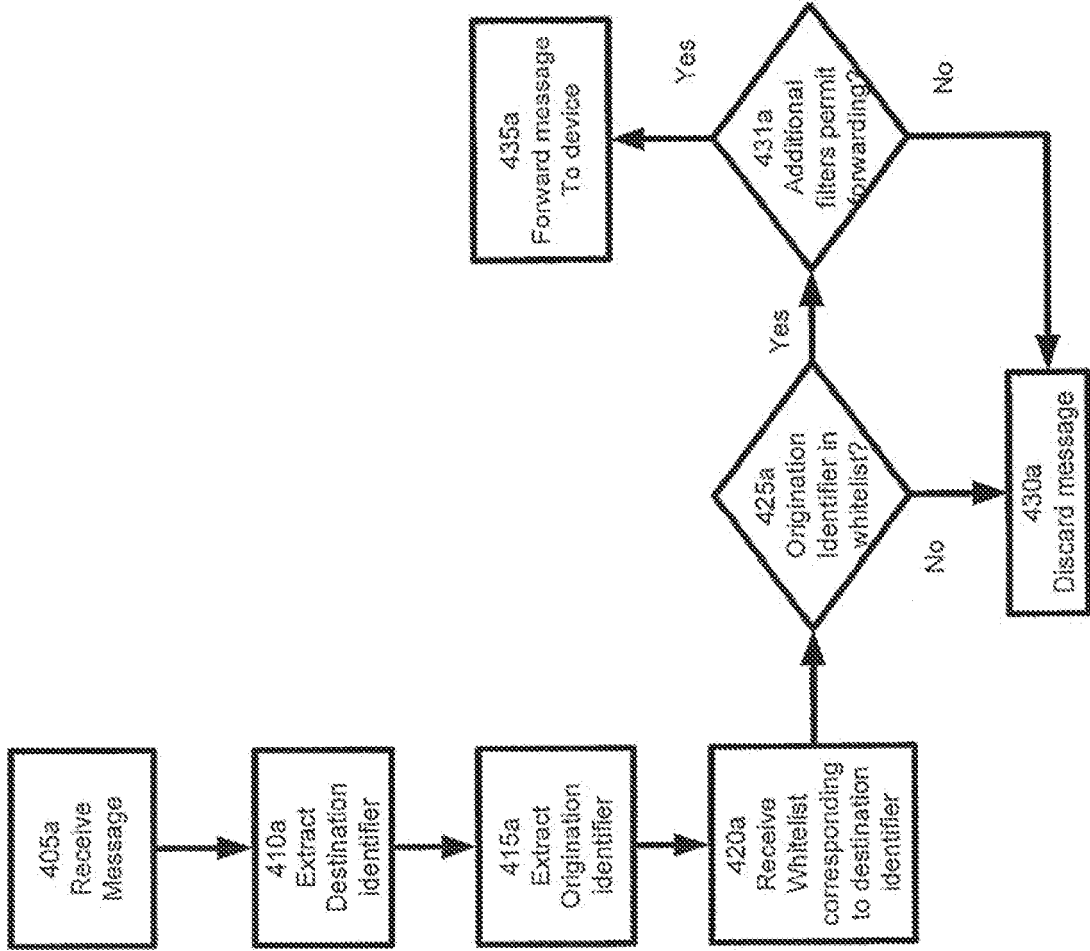 405a
Receive
Message
410a
Extract
Destination
identifier
415a
Extract
Origination
identifier
420a
Receive
Whitelist
corresponding
to destination
identifier
425a
Origination
Identifier in
whitelist?
Yes
No
430a
Discard message
431a
Additional
filters permit
forwarding?
Yes
No
435a
Forward message
To device